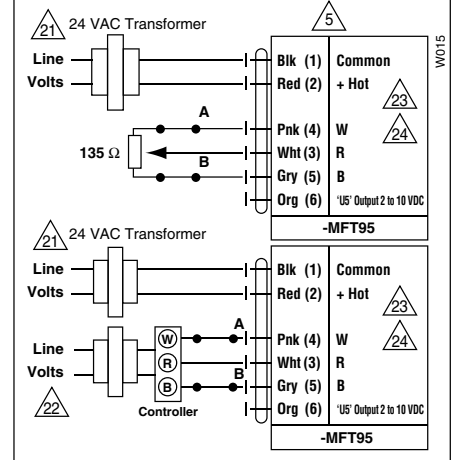 5
21 24 VAC Transformer
W015
Line
Volts
Blk (1) Common
Red (2) + Hot
23
A
Pnk (4) W
24
135 Ω
Wht (3) R
B
Gry (5) B
Org (6) 'U5' Output 2 to 10 VDC
-MFT95
21 24 VAC Transformer
Line
Volts
Blk (1) Common
Red (2) + Hot
23
A
W
Pnk (4) W
24
Line
Volts
R
Wht (3) R
B
B
Gry (5) B
22
Controller
Org (6) 'U5' Output 2 to 10 VDC
-MFT95